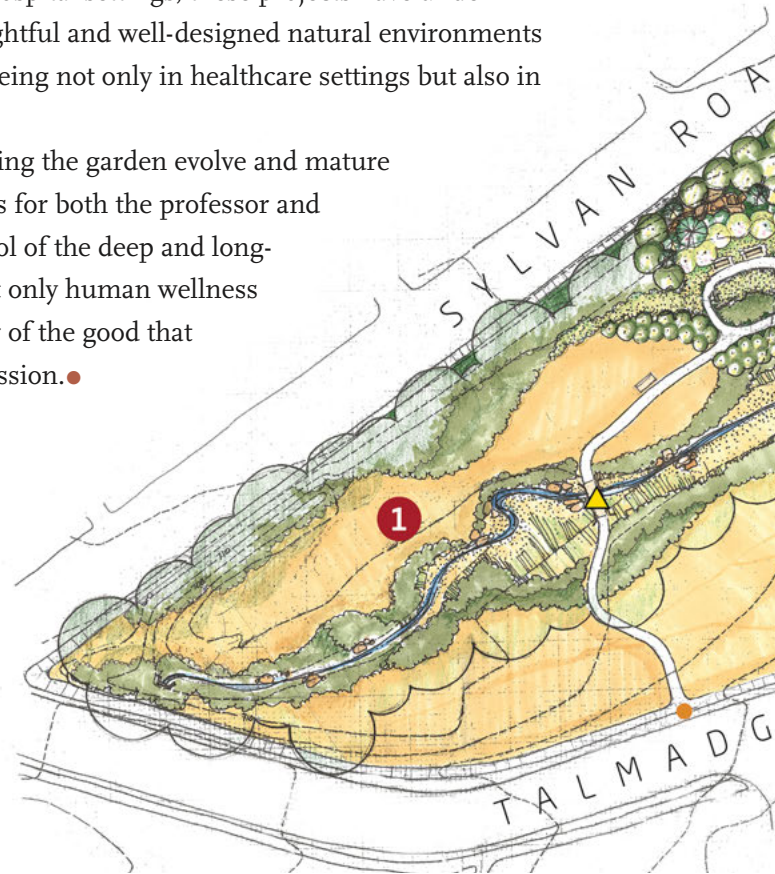 ghtful and well-designed natural environments
eing not only in healthcare settings but also in
ing the garden evolve and mature
s for both the professor and
ol of the deep and long-
only human wellness
of the good that
ssion.
SYLVAN ROA
1
TALMADG